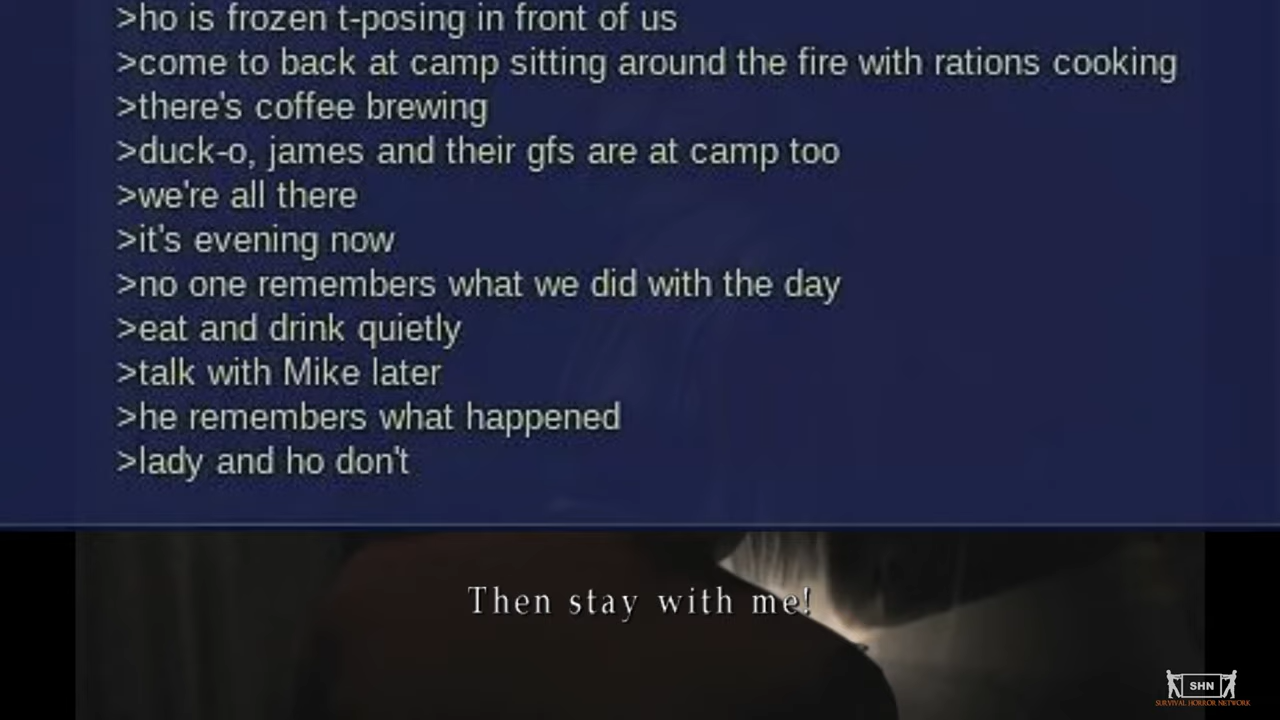 >ho is frozen t-posing in front of us
>come to back at camp sitting around the fire with rations cooking
>there's coffee brewing
>duck-o, james and their gfs are at camp too
>we're all there
>it's evening now
>no one remembers what we did with the day
>eat and drink quietly
>talk with Mike later
>he remembers what happened
>lady and ho don't
Then stay with me!
SHN
SURVIVAL HORROR NETWORK